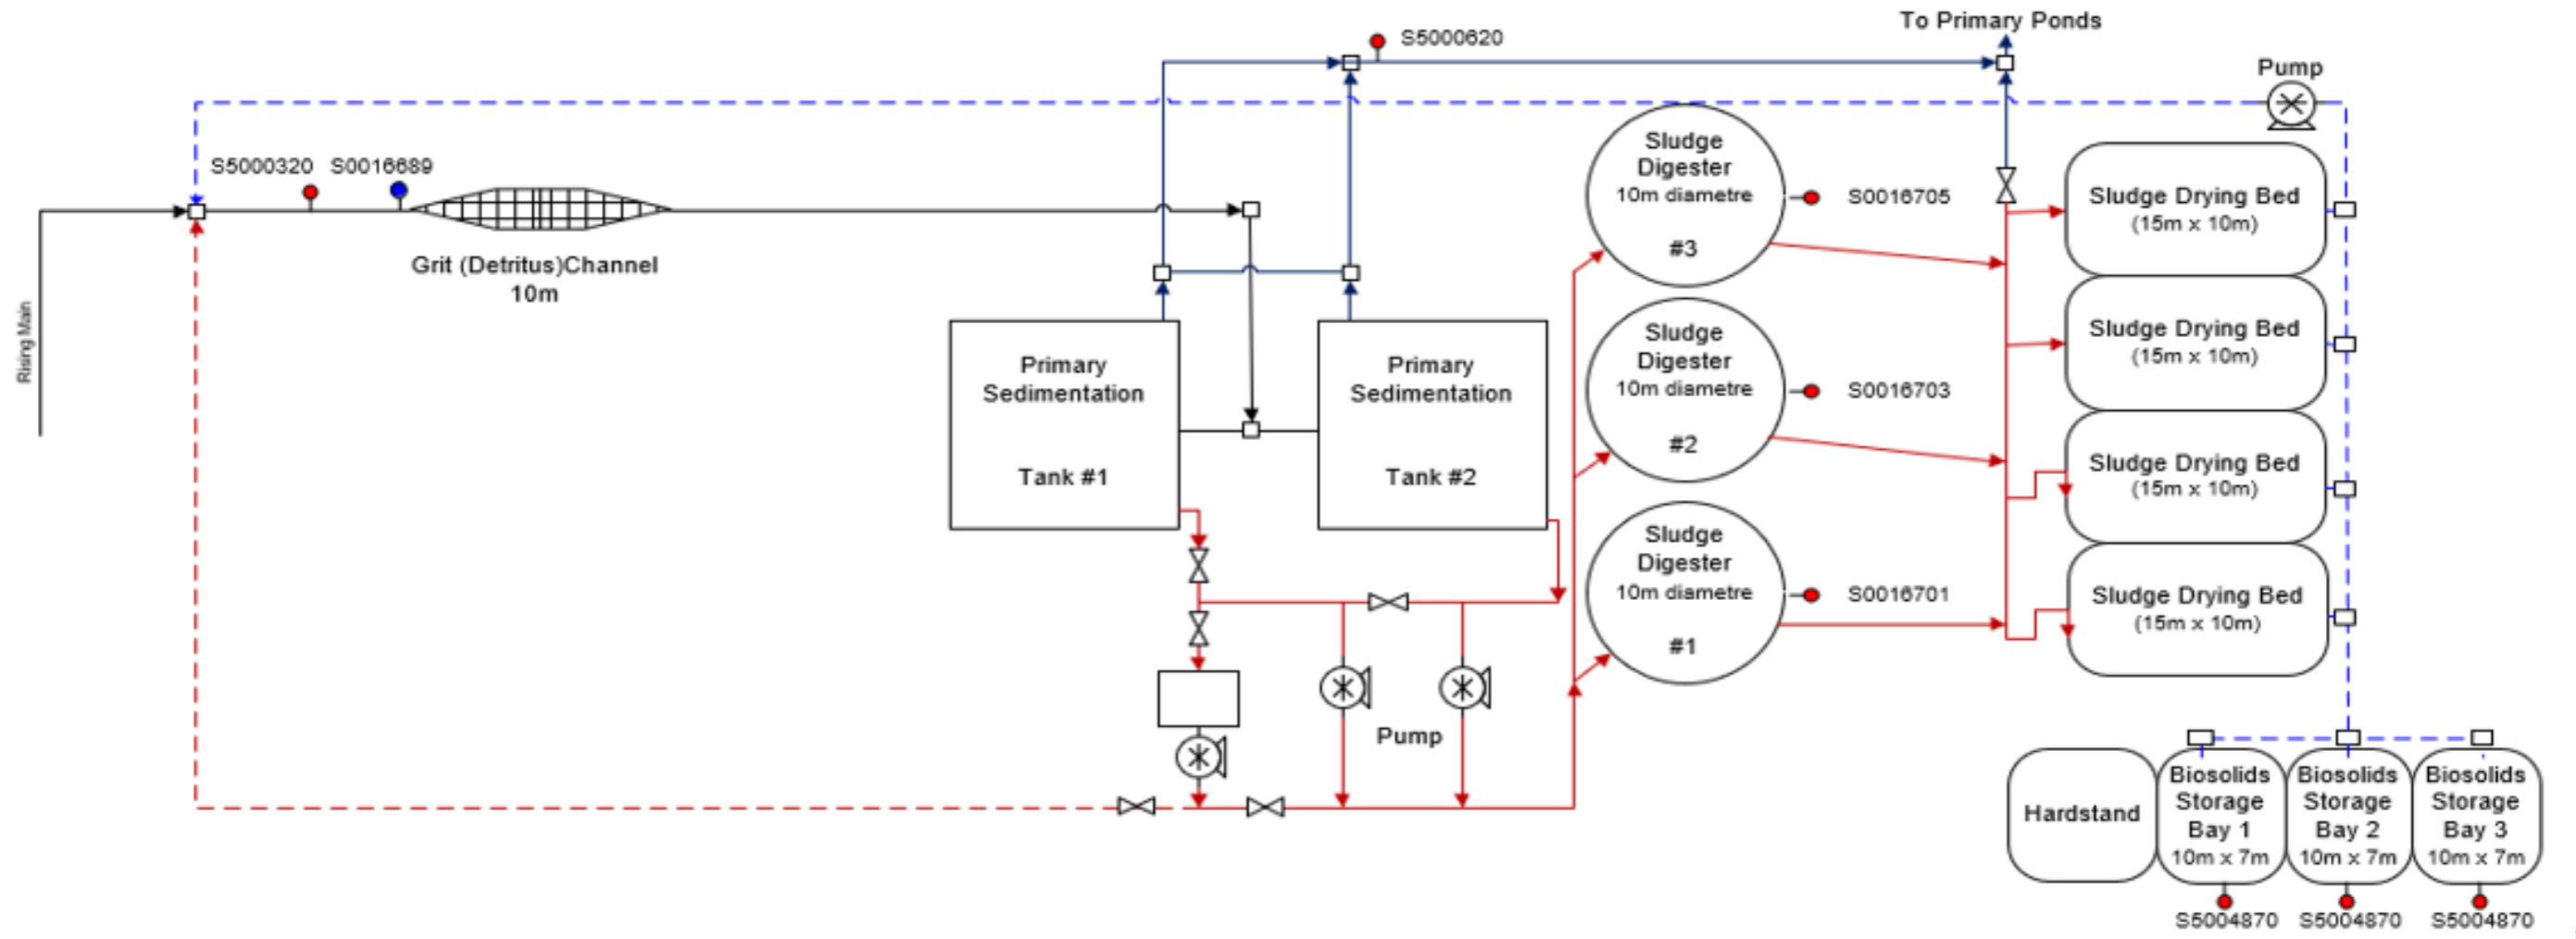 To Primary Ponds
S5000620
Pump
S5000320
S0016689
Grit (Detritus)Channel
10m
Rising Main
Primary
Sedimentation
Tank #1
Primary
Sedimentation
Tank #2
Pump
Sludge
Digester
10m diametre
#3
S0016705
Sludge
Digester
10m diametre
#2
S0016703
Sludge
Digester
10m diametre
#1
S0016701
Sludge Drying Bed
(15m x 10m)
Sludge Drying Bed
(15m x 10m)
Sludge Drying Bed
(15m x 10m)
Sludge Drying Bed
(15m x 10m)
Hardstand
Biosolids
Storage
Bay 1
10m x 7m
S5004870
Biosolids
Storage
Bay 2
10m x 7m
S5004870
Biosolids
Storage
Bay 3
10m x 7m
S5004870